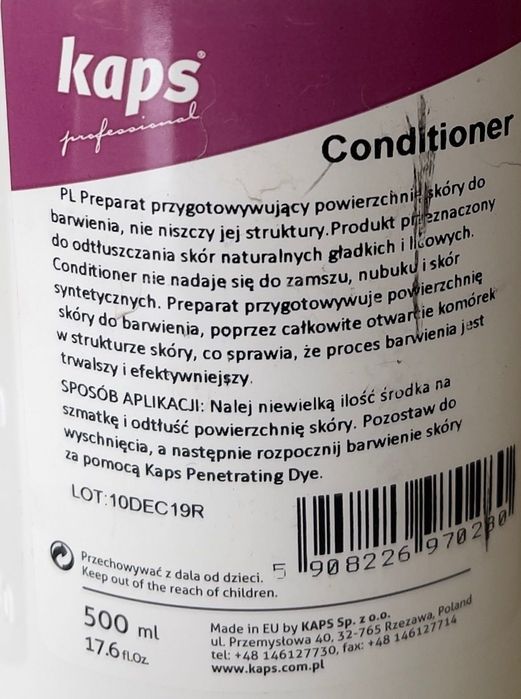 kaps®
professional
Conditioner
PL Preparat przygotowywujący powierzchnię skóry do
barwienia, nie niszczy jej struktury.Produkt przeznaczony
do odtłuszczania skór naturalnych gładkich i licowych.
Conditioner nie nadaje się do zamszu, nubuku i skór
syntetycznych. Preparat przygotowywuje powierzchnię
skóry do barwienia, poprzez całkowite otwarcie komórek
w strukturze skóry, co sprawia, że proces barwienia jest
trwalszy i efektywniejszy.
SPOSÓB APLIKACJI: Nalej niewielką ilość środka na
szmatkę i odtłuść powierzchnię skóry. Pozostaw do
wyschnięcia, a następnie rozpocznij barwienie skóry
za pomocą Kaps Penetrating Dye.
LOT:10DEC19R
5 908226 970280
Przechowywać z dala od dzieci.
Keep out of the reach of children.
500 ml
17.6 fl.oz.
Made in EU by KAPS Sp. z o.o.
ul. Przemysłowa 40, 32-765 Rzezawa, Poland
tel: +48 146127730, fax: +48 146127714
www.kaps.com.pl